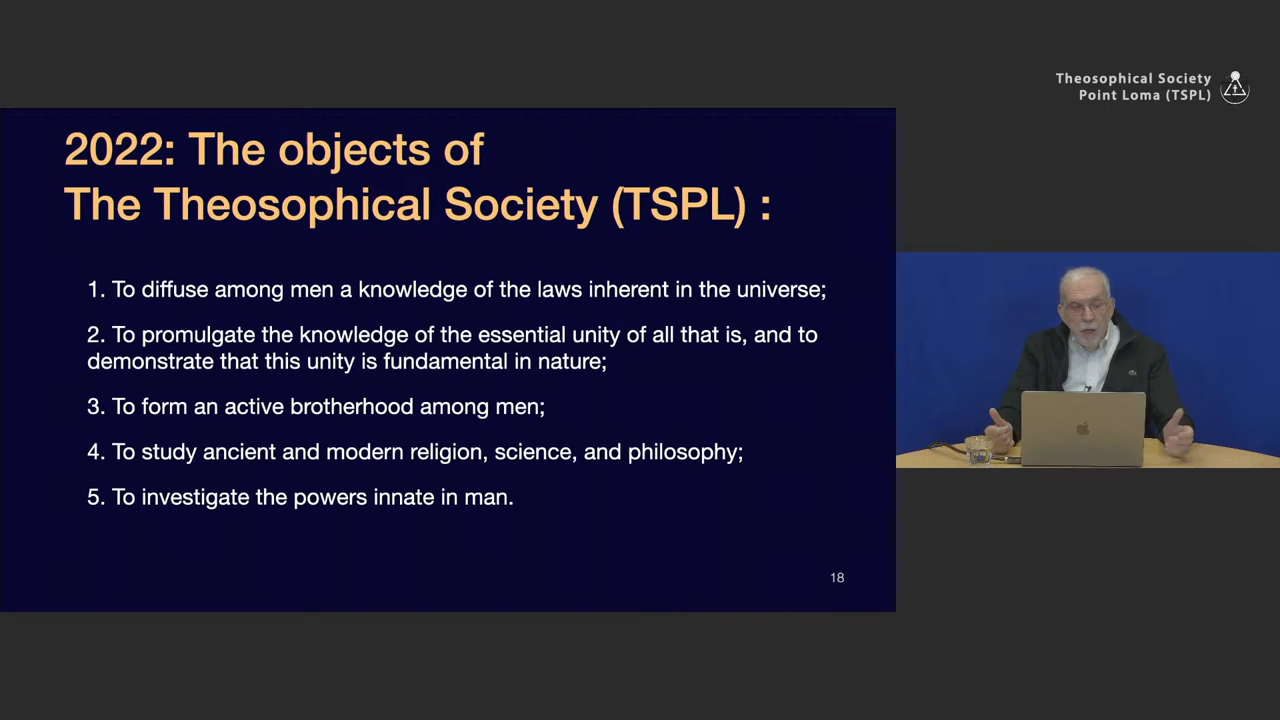 Theosophical Society
Point Loma (TSPL)
2022: The objects of
The Theosophical Society (TSPL) :
1. To diffuse among men a knowledge of the laws inherent in the universe;
2. To promulgate the knowledge of the essential unity of all that is, and to
demonstrate that this unity is fundamental in nature;
3. To form an active brotherhood among men;
4. To study ancient and modern religion, science, and philosophy;
5. To investigate the powers innate in man.
18